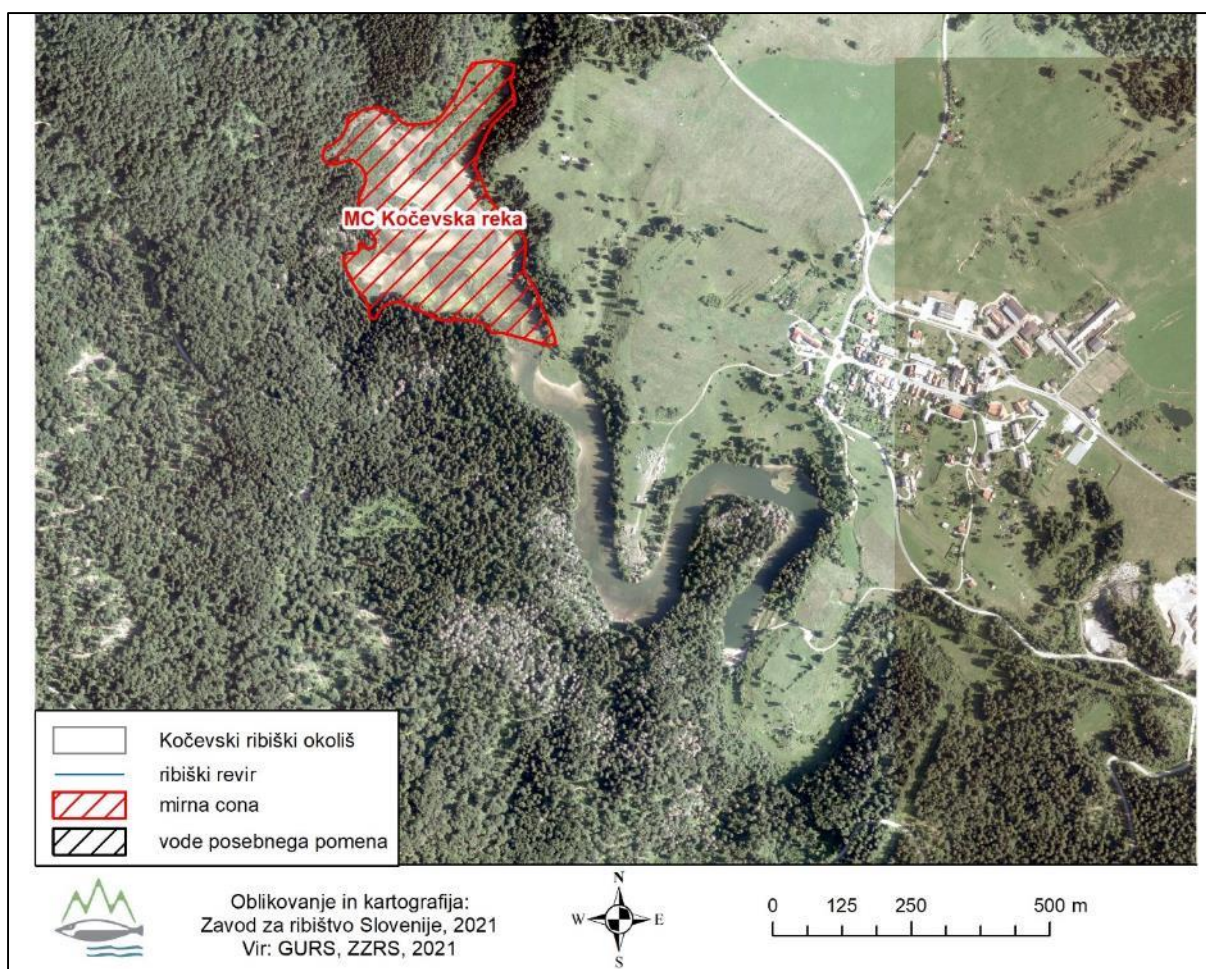 MC Kočevska reka
Kočevski ribiški okoliš
ribiški revir
mirna cona
vode posebnega pomena
Oblikovanje in kartografija:
Zavod za ribištvo Slovenije, 2021
Vir: GURS, ZZRS, 2021
N
W E
S
0 125 250 500 m